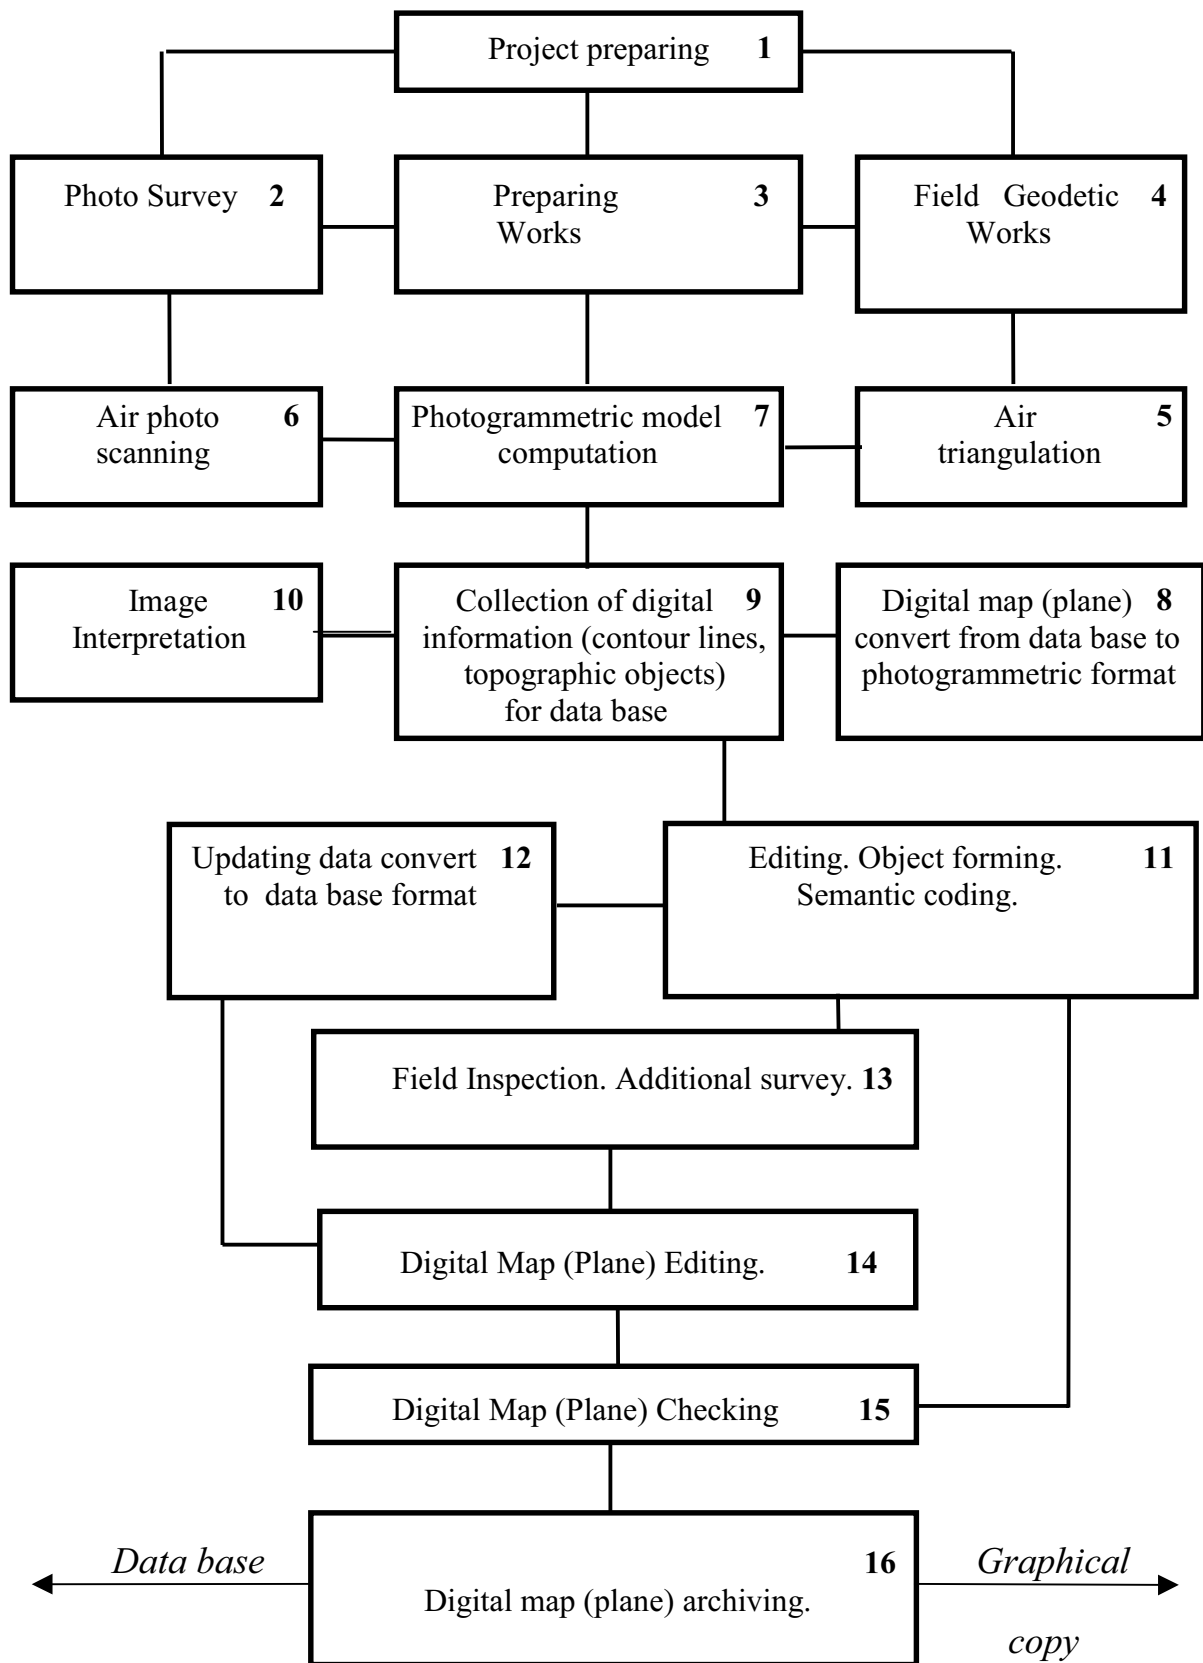 Project preparing 1
Photo Survey 2
Preparing 3
Works
Field Geodetic 4
Works
Air photo 6
scanning
Photogrammetric model 7
computation
Air 5
triangulation
Image 10
Interpretation
Collection of digital 9
information (contour lines,
topographic objects)
for data base
Digital map (plane) 8
convert from data base to
photogrammetric format
Updating data convert 12
to data base format
Editing. Object forming. 11
Semantic coding.
Field Inspection. Additional survey. 13
Digital Map (Plane) Editing. 14
Digital Map (Plane) Checking 15
Data base
16
Digital map (plane) archiving.
Graphical
copy